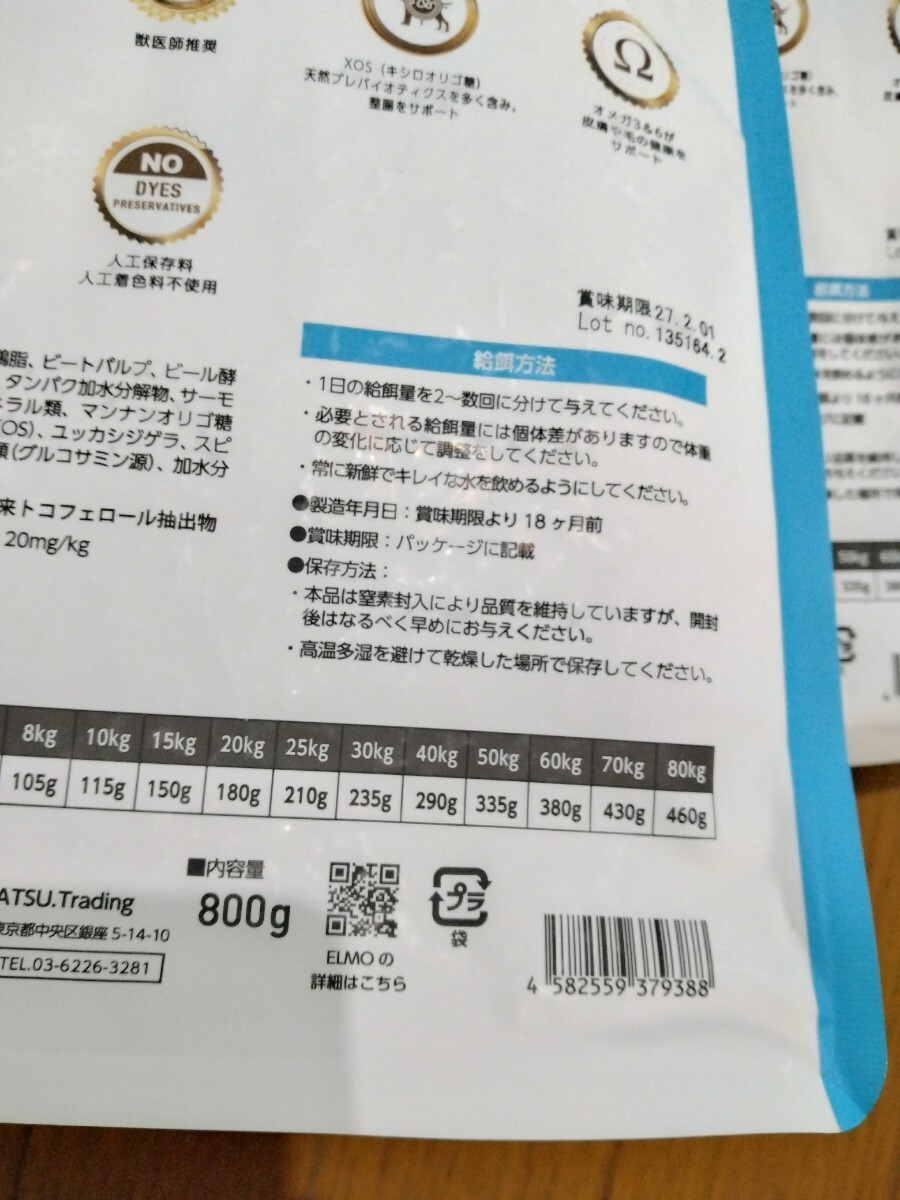 獣医師推奨
XOS（キシロオリゴ糖）
天然プレバイオティクスを多く含み、
整腸をサポート
Ω
オメガ3＆6が
皮膚や毛の健康を
サポート
NO
DYES
PRESERVATIVES
人工保存料
人工着色料不使用
賞味期限27.2.01
Lot no.135184.2
鶏脂、ビートパルプ、ビール酵
タンパク加水分解物、サーモ
ラル類、マンナンオリゴ糖
OS）、ユッカシジゲラ、スピ
類（グルコサミン源）、加水分
来トコフェロール抽出物
20mg/kg
給餌方法
・1日の給餌量を2〜数回に分けて与えてください。
・必要とされる給餌量には個体差がありますので体重
の変化に応じて調整をしてください。
・常に新鮮でキレイな水を飲めるようにしてください。
●製造年月日：賞味期限より18ヶ月前
●賞味期限：パッケージに記載
●保存方法：
・本品は窒素封入により品質を維持していますが、開封
後はなるべく早めにお与えください。
・高温多湿を避けて乾燥した場所で保存してください。
8kg 10kg 15kg 20kg 25kg 30kg 40kg 50kg 60kg 70kg 80kg
105g 115g 150g 180g 210g 235g 290g 335g 380g 430g 460g
ATSU.Trading
東京都中央区銀座 5-14-10
TEL.03-6226-3281
■内容量
800g
ELMO の
詳細はこちら
プラ
袋
4 582559 379388
給餌方法